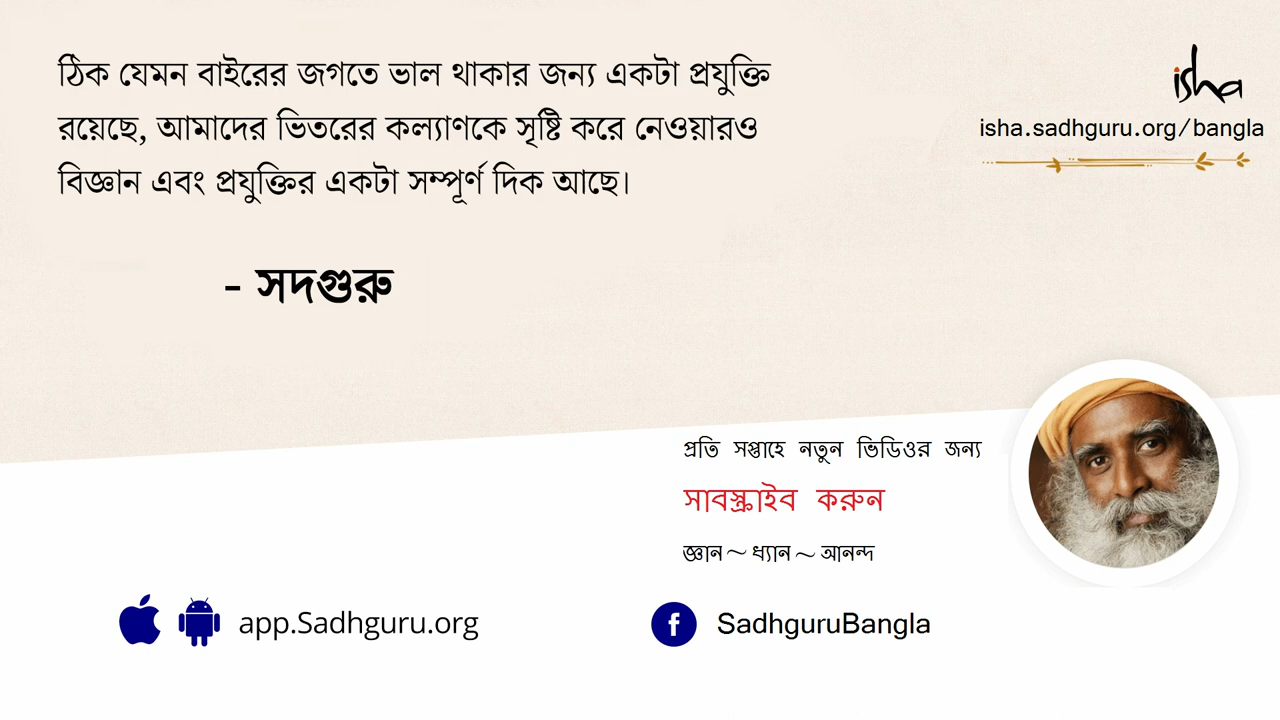 ঠিক যেমন বাইরের জগতে ভাল থাকার জন্য একটা প্রযুক্তি
রয়েছে, আমাদের ভিতরের কল্যাণকে সৃষ্টি করে নেওয়ারও
বিজ্ঞান এবং প্রযুক্তির একটা সম্পূর্ণ দিক আছে।
- সদগুরু
isha
isha.sadhguru.org/bangla
প্রতি সপ্তাহে নতুন ভিডিওর জন্য
সাবস্ক্রাইব করুন
জ্ঞান ~ ধ্যান ~ আনন্দ
app.Sadhguru.org
f SadhguruBangla